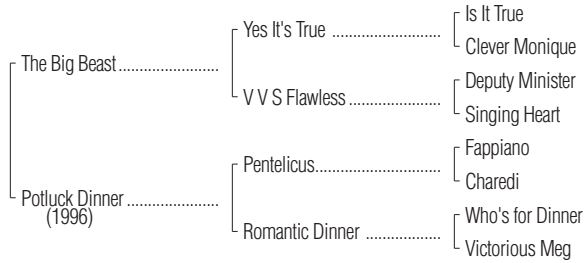 Is It True
Yes It's True ..........................
Clever Monique
The Big Beast ........................
Deputy Minister
V V S Flawless ......................
Singing Heart
Fappiano
Pentelicus ..............................
Charedi
Potluck Dinner ......................
(1996)
Who's for Dinner
Romantic Dinner ..................
Victorious Meg